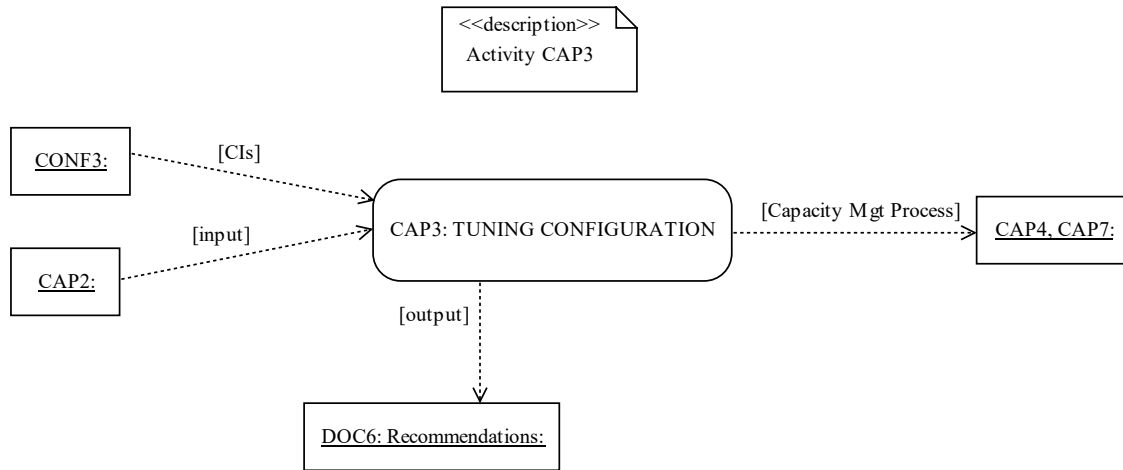 <<description>>
Activity CAP3
CONF3:
[CIs]
[Capacity Mgt Process]
CAP3: TUNING CONFIGURATION
[input]
CAP4, CAP7:
CAP2:
[output]
DOC6: Recommendations: